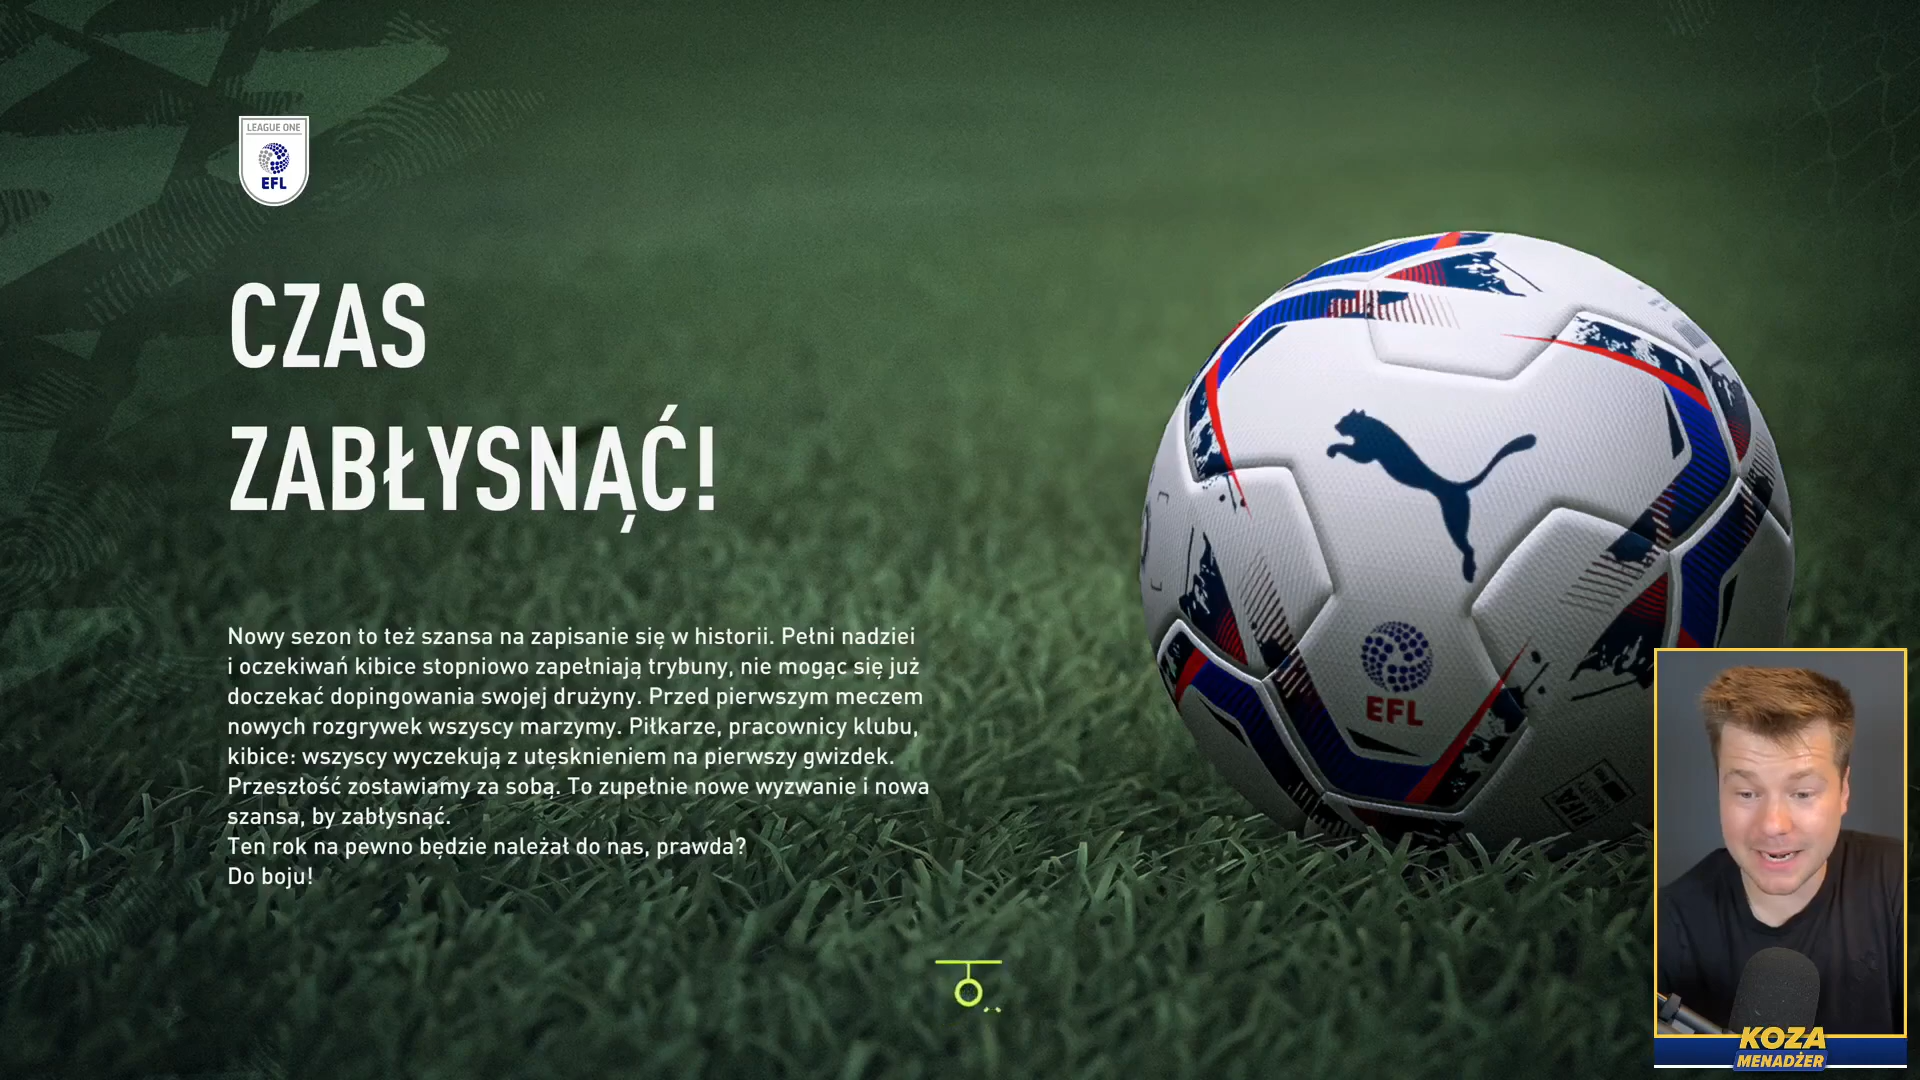 LEAGUE ONE
EFL
CZAS
ZABŁYSNĄĆ!
Nowy sezon to też szansa na zapisanie się w historii. Pełni nadziei
i oczekiwań kibice stopniowo zapełniają trybuny, nie mogąc się już
doczekać dopingowania swojej drużyny. Przed pierwszym meczem
nowych rozgrywek wszyscy marzymy. Piłkarze, pracownicy klubu,
kibice: wszyscy wyczekują z utęsknieniem na pierwszy gwizdek.
Przeszłość zostawiamy za sobą. To zupełnie nowe wyzwanie i nowa
szansa, by zabłysnąć.
Ten rok na pewno będzie należał do nas, prawda?
Do boju!
EFL
KOZA
MENADŻER